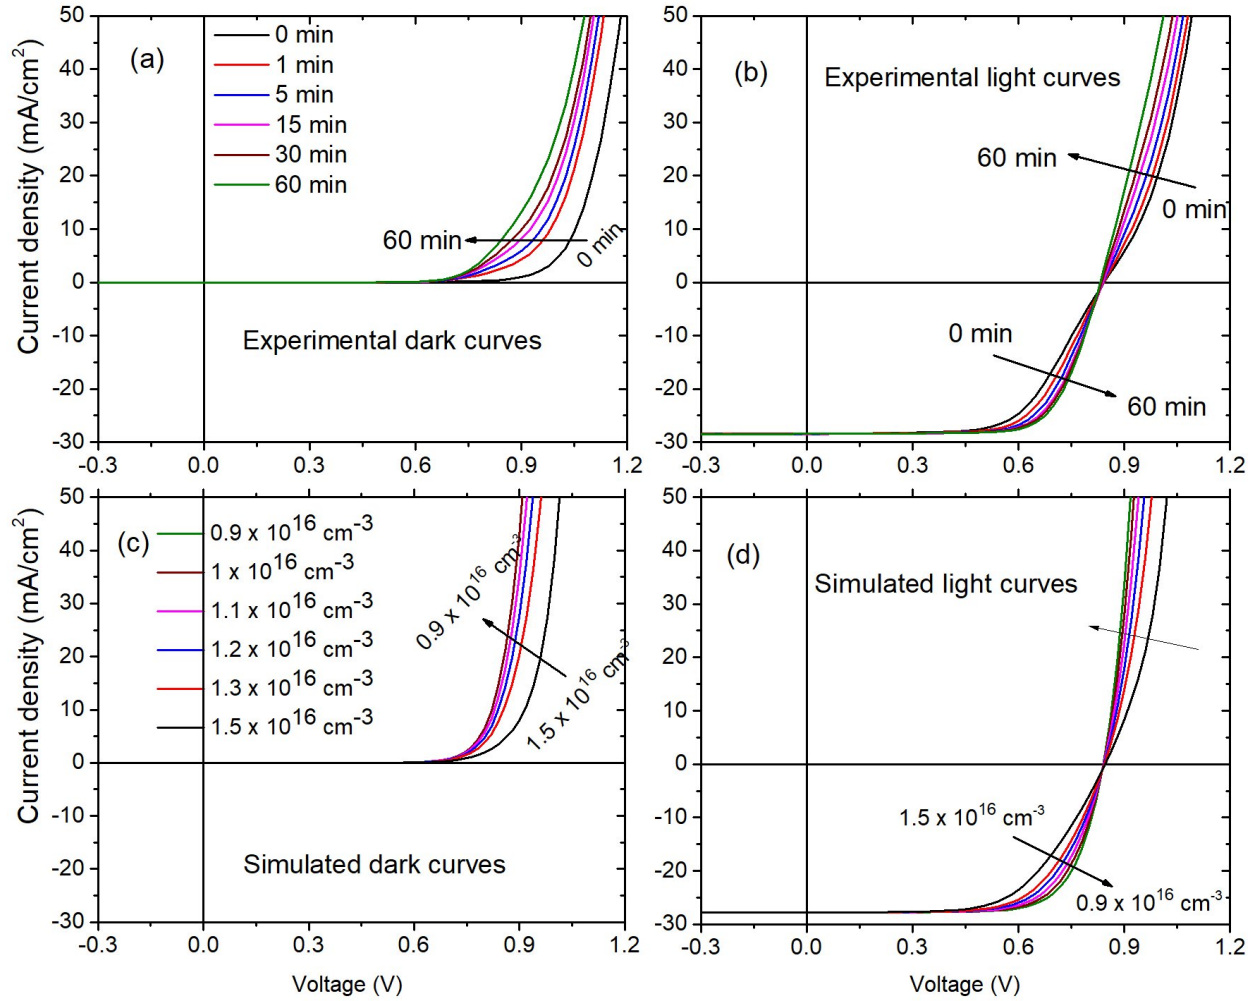 (a)
0 min
1 min
5 min
15 min
30 min
60 min
60 min
0 min
Experimental dark curves
Current density (mA/cm²)
50
40
30
20
10
0
-10
-20
-30
-0.3
0.0
0.3
0.6
0.9
1.2
(b)
Experimental light curves
60 min
0 min
0 min
60 min
50
40
30
20
10
0
-10
-20
-30
-0.3
0.0
0.3
0.6
0.9
1.2
(c)
0.9 x 10¹⁶ cm⁻³
1 x 10¹⁶ cm⁻³
1.1 x 10¹⁶ cm⁻³
1.2 x 10¹⁶ cm⁻³
1.3 x 10¹⁶ cm⁻³
1.5 x 10¹⁶ cm⁻³
0.9 x 10¹⁶ cm⁻³
1.5 x 10¹⁶ cm⁻³
Simulated dark curves
Current density (mA/cm²)
50
40
30
20
10
0
-10
-20
-30
-0.3
0.0
0.3
0.6
0.9
1.2
Voltage (V)
(d)
Simulated light curves
1.5 x 10¹⁶ cm⁻³
0.9 x 10¹⁶ cm⁻³
50
40
30
20
10
0
-10
-20
-30
-0.3
0.0
0.3
0.6
0.9
1.2
Voltage (V)